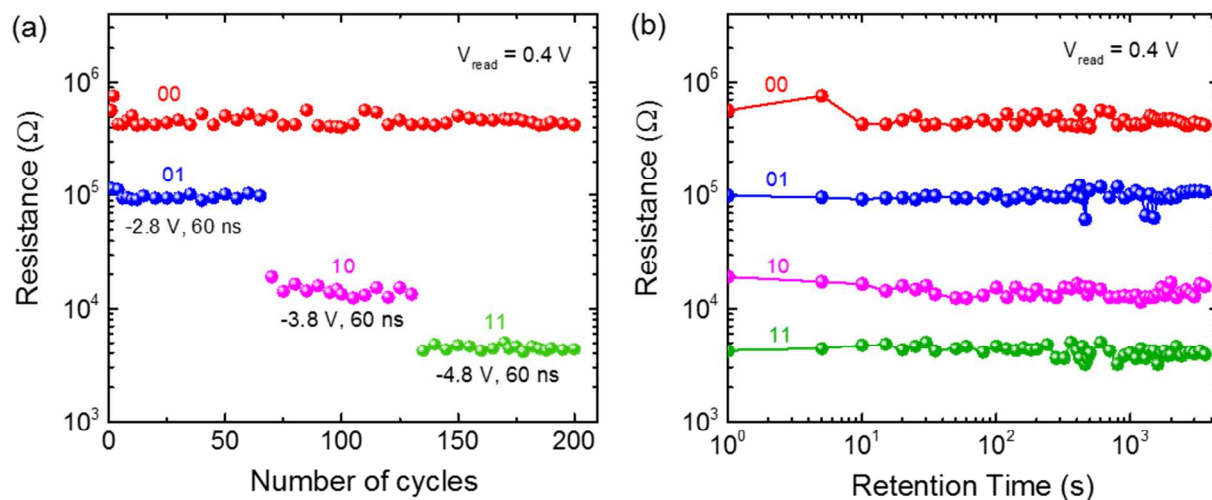 (a)
V_read = 0.4 V
00
01
-2.8 V, 60 ns
10
-3.8 V, 60 ns
11
-4.8 V, 60 ns
10^6
10^5
10^4
10^3
Resistance (Ω)
0 50 100 150 200
Number of cycles
(b)
V_read = 0.4 V
00
01
10
11
10^6
10^5
10^4
10^3
Resistance (Ω)
10^0 10^1 10^2 10^3
Retention Time (s)